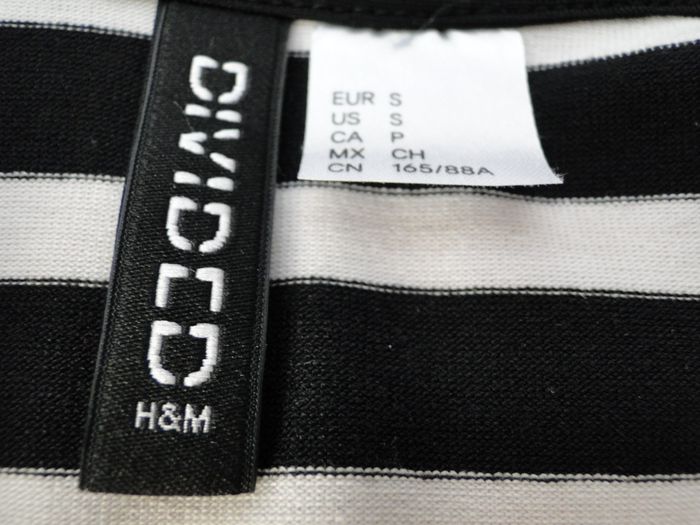 DIVIDED
H&M
EUR S
US S
CA P
MX CH
CN 165/88A